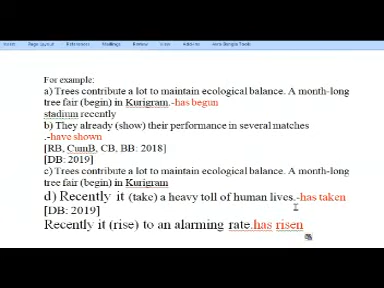 Page Layout References Mailings Review View Add-Ins
For example:
a) Trees contribute a lot to maintain ecological balance. A month-long
tree fair (begin) in Kurigram.-has begun
stadium recently
b) They already (show) their performance in several matches
.-have shown
[RB, CumB, CB, BB: 2018]
[DB: 2019]
c) Trees contribute a lot to maintain ecological balance. A month-long
tree fair (begin) in Kurigram
d) Recently it (take) a heavy toll of human lives.-has taken
[DB: 2019]
Recently it (rise) to an alarming rate.has risen